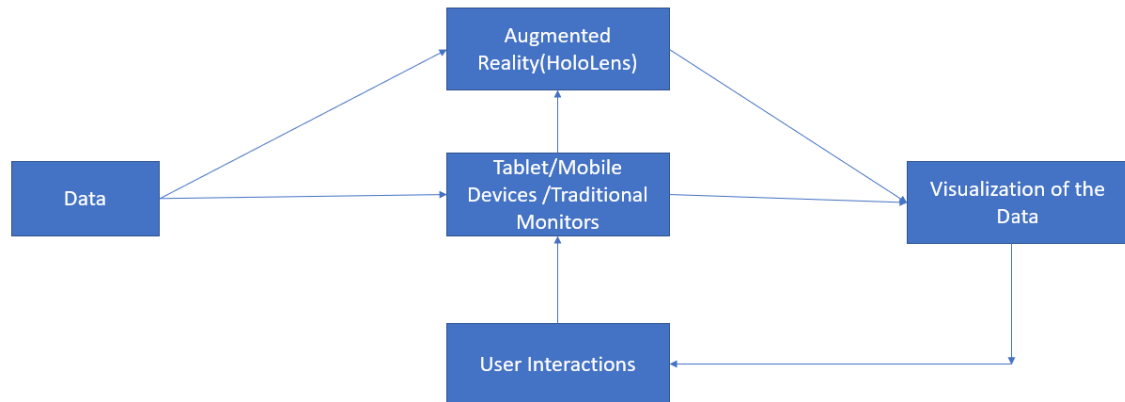 Augmented
Reality(HoloLens)
Data
Tablet/Mobile
Devices /Traditional
Monitors
Visualization of the
Data
User Interactions